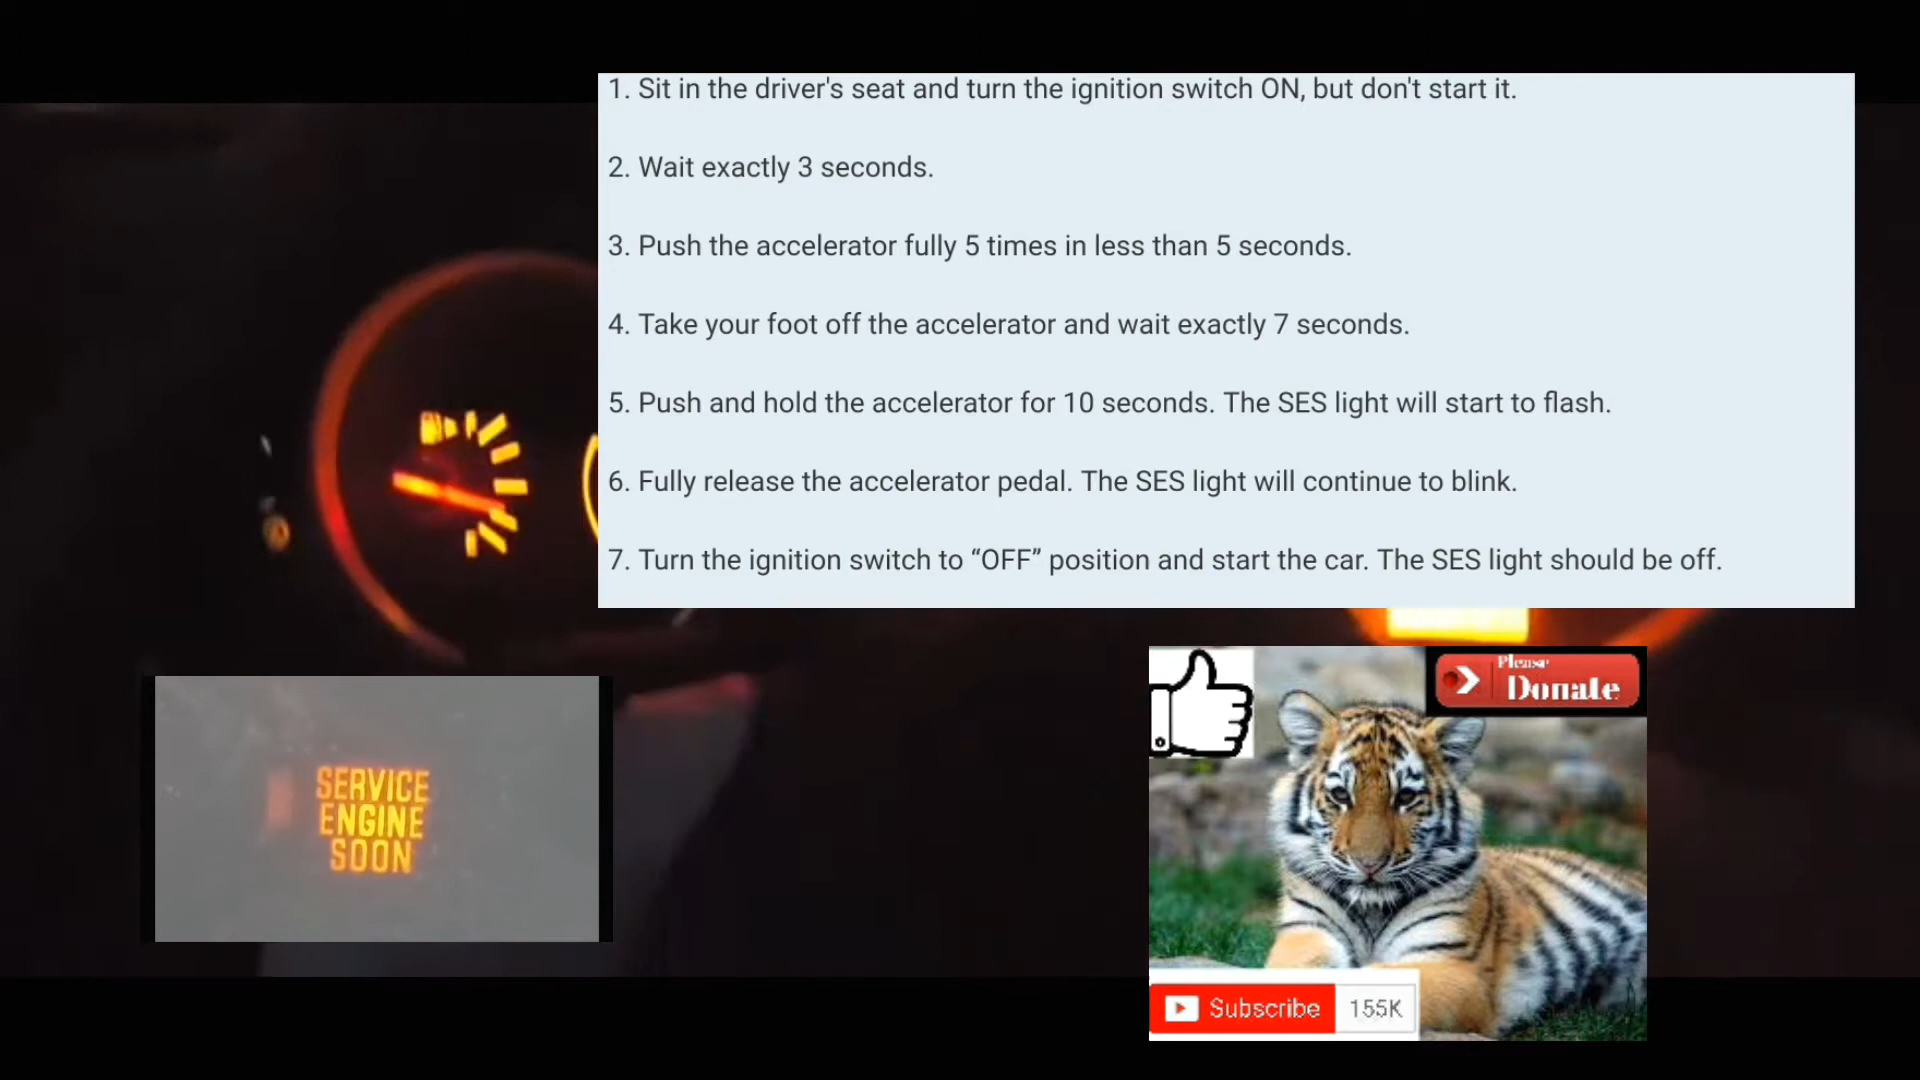 1. Sit in the driver's seat and turn the ignition switch ON, but don't start it.
2. Wait exactly 3 seconds.
3. Push the accelerator fully 5 times in less than 5 seconds.
4. Take your foot off the accelerator and wait exactly 7 seconds.
5. Push and hold the accelerator for 10 seconds. The SES light will start to flash.
6. Fully release the accelerator pedal. The SES light will continue to blink.
7. Turn the ignition switch to “OFF” position and start the car. The SES light should be off.
Please
Donate
SERVICE
ENGINE
SOON
Subscribe 155K